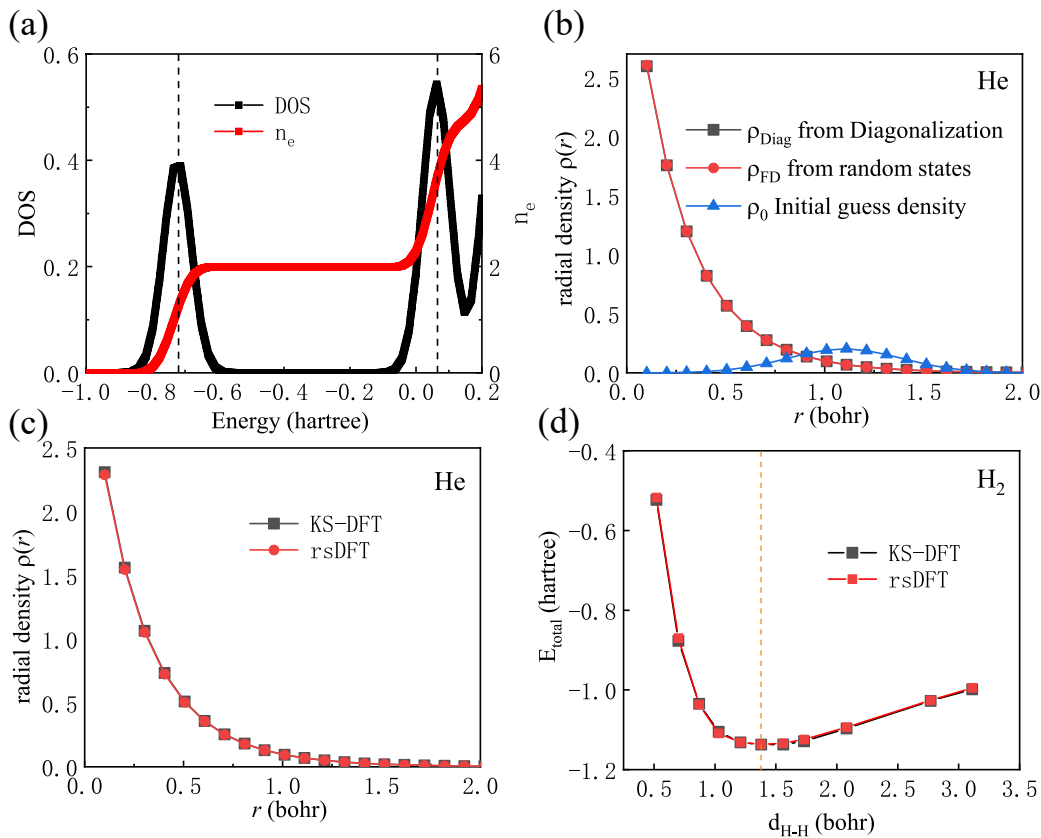 (a)
0.6
0.4
0.2
0.0
DOS
DOS
n_e
6
4
2
0
n_e
−1.0 −0.8 −0.6 −0.4 −0.2 0.0 0.2
Energy (hartree)
(b)
He
2.5
2.0
1.5
1.0
0.5
0.0
radial density ρ(r)
ρ_Diag from Diagonalization
ρ_FD from random states
ρ_0 Initial guess density
0.0 0.5 1.0 1.5 2.0
r (bohr)
(c)
He
2.5
2.0
1.5
1.0
0.5
0.0
radial density ρ(r)
KS-DFT
rsDFT
0.0 0.5 1.0 1.5 2.0
r (bohr)
(d)
H₂
−0.4
−0.6
−0.8
−1.0
−1.2
E_total (hartree)
KS-DFT
rsDFT
0.5 1.0 1.5 2.0 2.5 3.0 3.5
d_H-H (bohr)